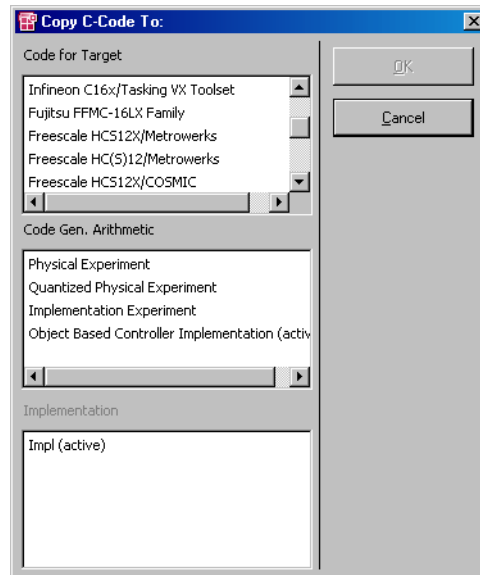 Copy C-Code To:
Code for Target
Infineon C16x/Tasking VX Toolset
Fujitsu FFMC-16LX Family
Freescale HCS12X/Metrowerks
Freescale HC(S)12/Metrowerks
Freescale HCS12X/COSMIC
Code Gen. Arithmetic
Physical Experiment
Quantized Physical Experiment
Implementation Experiment
Object Based Controller Implementation (activ
Implementation
Impl (active)
OK
Cancel